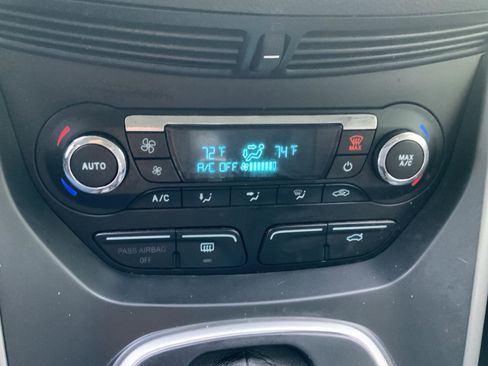 72°F 74°F
A/C OFF
MAX
AUTO
MAX
A/C
A/C
PASS AIRBAG
OFF